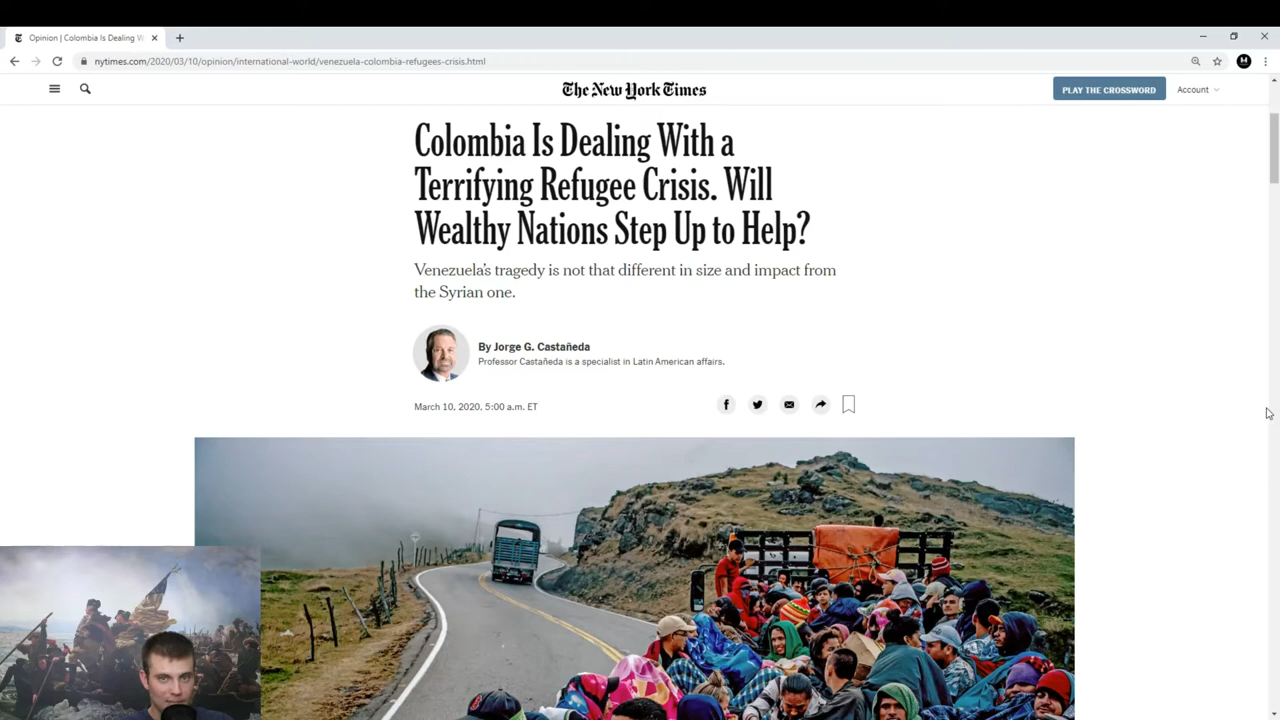 Opinion | Colombia Is Dealing W
nytimes.com/2020/03/10/opinion/international-world/venezuela-colombia-refugees-crisis.html
The New York Times
PLAY THE CROSSWORD
Account
Colombia Is Dealing With a
Terrifying Refugee Crisis. Will
Wealthy Nations Step Up to Help?
Venezuela's tragedy is not that different in size and impact from
the Syrian one.
By Jorge G. Castañeda
Professor Castañeda is a specialist in Latin American affairs.
March 10, 2020, 5:00 a.m. ET